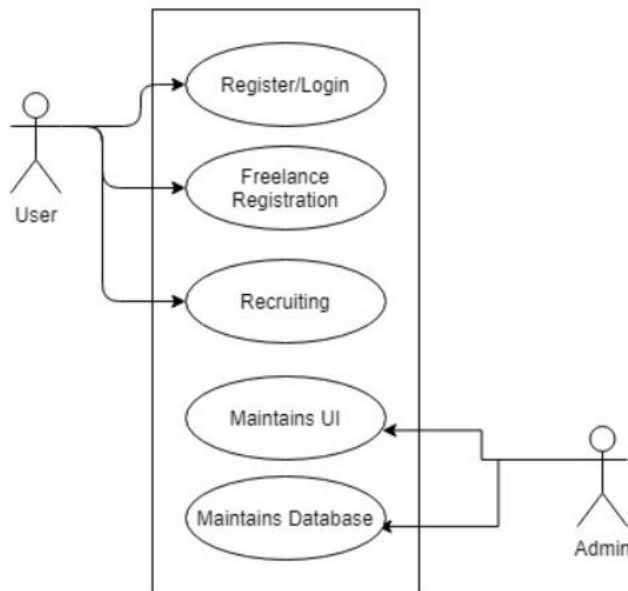 Register/Login
Freelance
Registration
User
Recruiting
Maintains UI
Maintains Database
Admin